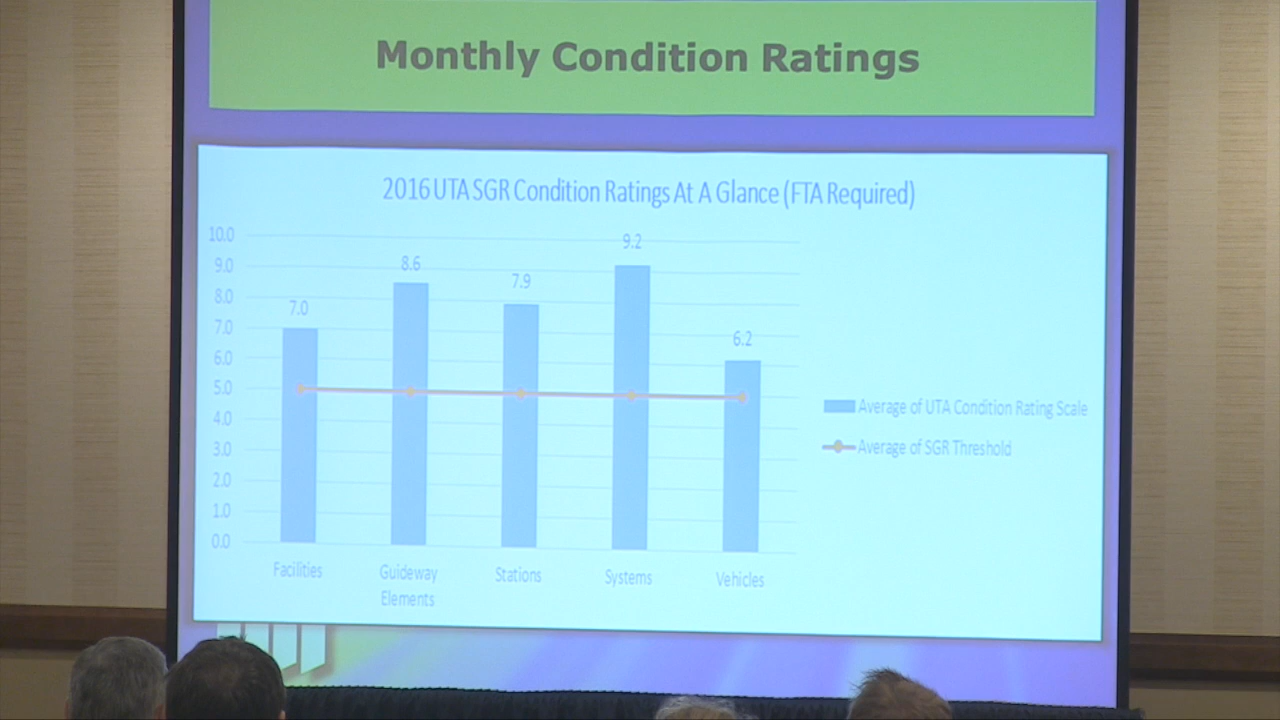 Monthly Condition Ratings
2016 UTA SGR Condition Ratings At A Glance (FTA Required)
10.0
9.0
8.0
7.0
6.0
5.0
4.0
3.0
2.0
1.0
0.0
7.0
8.6
7.9
9.2
6.2
Facilities
Guideway
Elements
Stations
Systems
Vehicles
Average of UTA Condition Rating Scale
Average of SGR Threshold